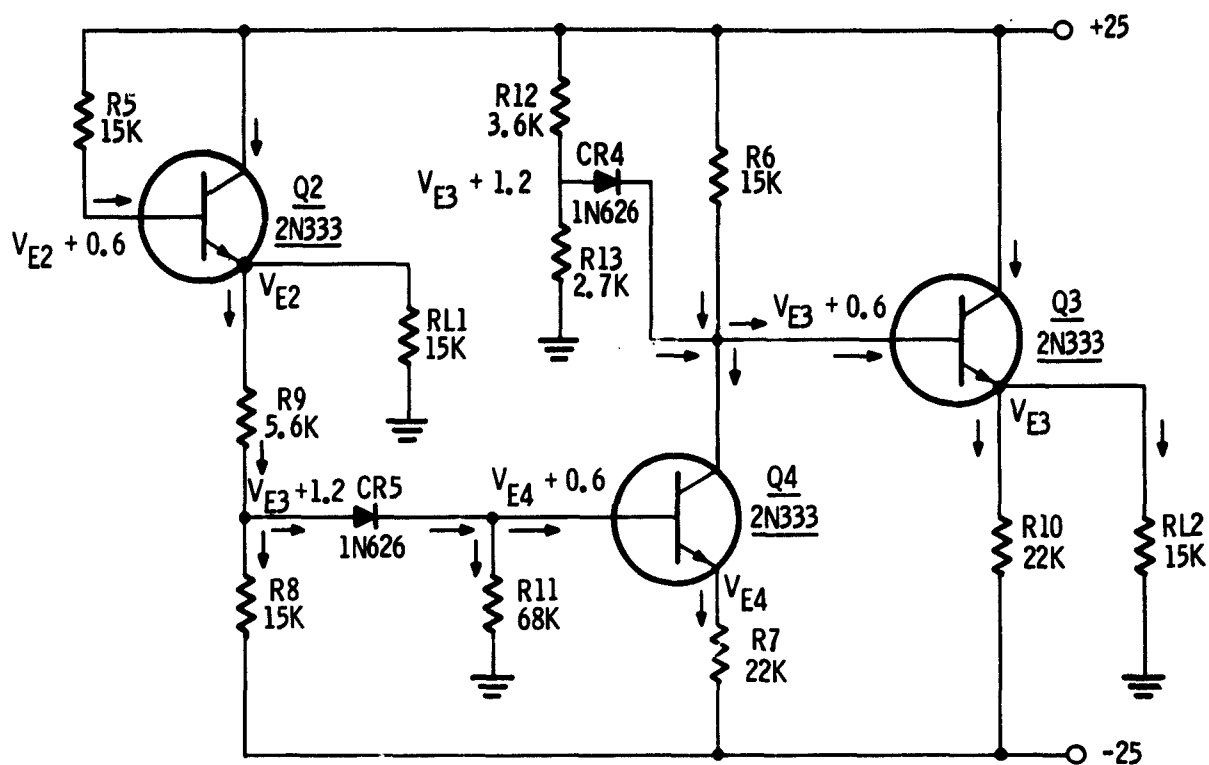 +25
R5
15K
R12
3.6K
CR4
1N626
R6
15K
V_E3 + 1.2
Q2
2N333
V_E2 + 0.6
V_E2
R13
2.7K
RL1
15K
V_E3 + 0.6
Q3
2N333
V_E3
R9
5.6K
V_E3 +1.2
CR5
1N626
V_E4 + 0.6
Q4
2N333
R8
15K
R11
68K
V_E4
R7
22K
R10
22K
RL2
15K
-25